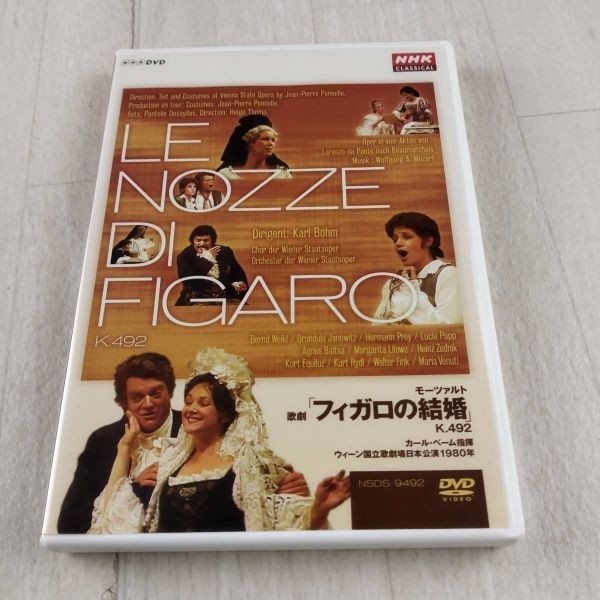 NHK DVD
NHK
CLASSICAL
Direction, Set and Costumes at Vienna State Opera by Jean-Pierre Ponnelle,
Production on tour: Costumes: Jean-Pierre Ponnelle,
Sets: Pantelis Dessyllas, Direction: Helge Thoma,
Oper in vier Akten von :
Lorenzo da Ponte nach Beaumarchais
Musik : Wolfgang A. Mozart
LE
NOZZE
DI
FIGARO
Dirigent: Karl Böhm
Chor der Wiener Staatsoper
Orchester der Wiener Staatsoper
K.492
Bernd Weikl / Grundula Janowitz / Hermann Prey / Lucia Popp
Agnes Baltsa / Margarita Lilowa / Heinz Zednik
Kurt Equiluz / Kurt Rydl / Walter Fink / Maria Venuti
モーツァルト
歌劇「フィガロの結婚」
K.492
カール・ベーム指揮
ウィーン国立歌劇場日本公演1980年
NSDS-9492
DVD
VIDEO